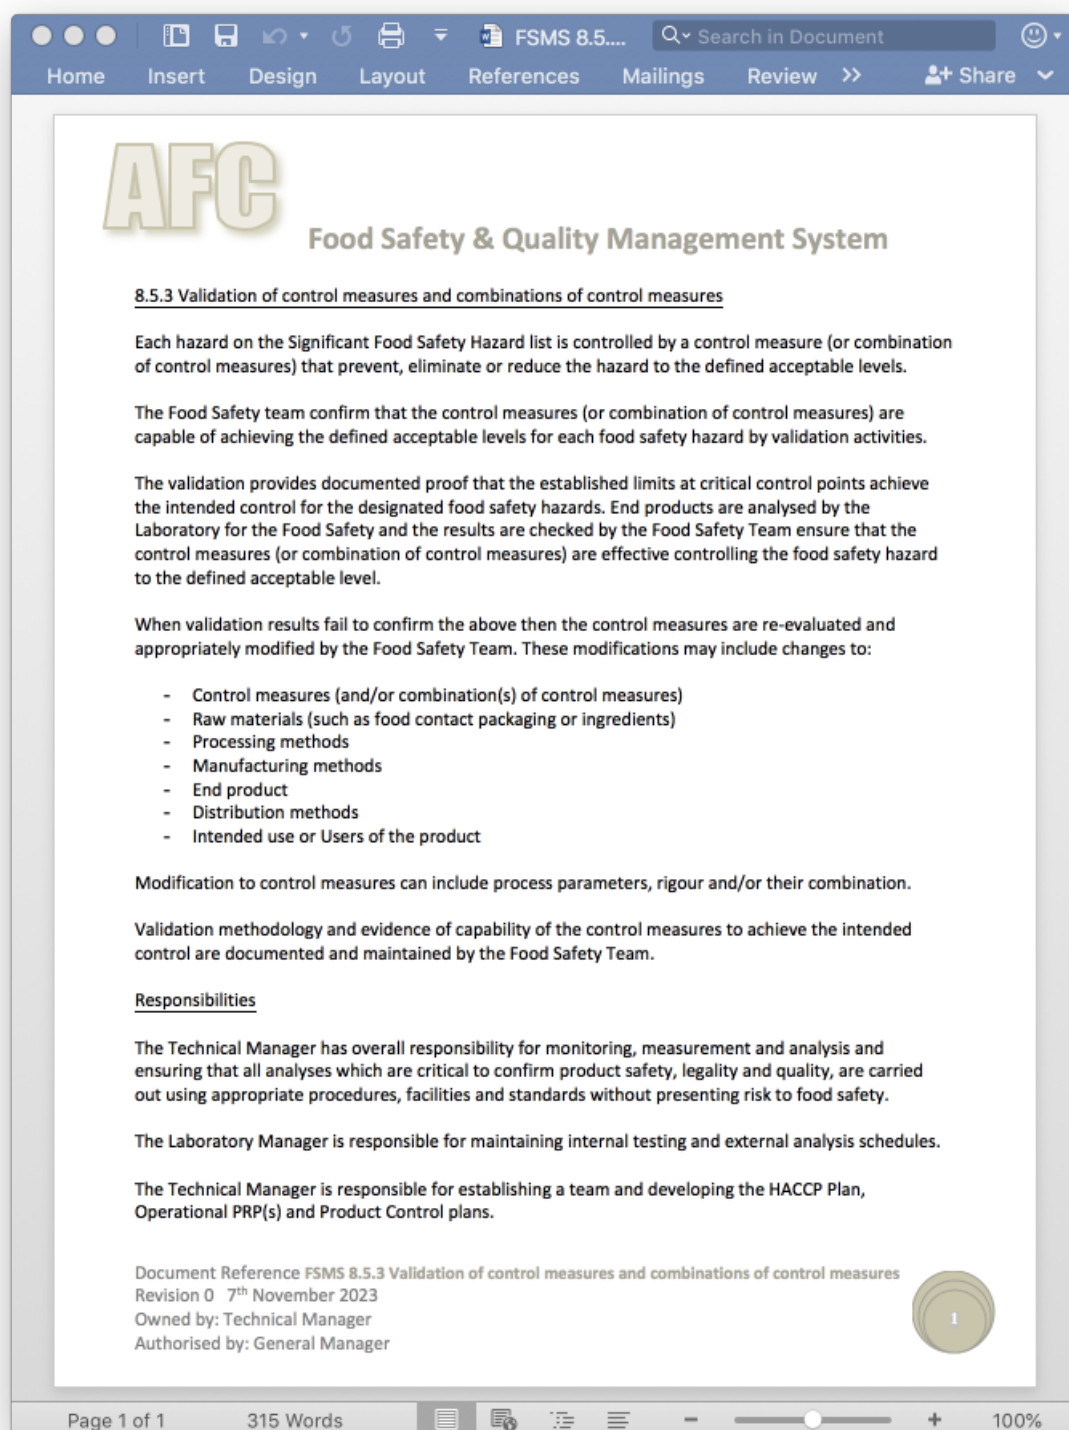 FSMS 8.5....
Search in Document
Home Insert Design Layout References Mailings Review >> Share
AFC
Food Safety & Quality Management System
8.5.3 Validation of control measures and combinations of control measures
Each hazard on the Significant Food Safety Hazard list is controlled by a control measure (or combination
of control measures) that prevent, eliminate or reduce the hazard to the defined acceptable levels.
The Food Safety team confirm that the control measures (or combination of control measures) are
capable of achieving the defined acceptable levels for each food safety hazard by validation activities.
The validation provides documented proof that the established limits at critical control points achieve
the intended control for the designated food safety hazards. End products are analysed by the
Laboratory for the Food Safety and the results are checked by the Food Safety Team ensure that the
control measures (or combination of control measures) are effective controlling the food safety hazard
to the defined acceptable level.
When validation results fail to confirm the above then the control measures are re-evaluated and
appropriately modified by the Food Safety Team. These modifications may include changes to:
- Control measures (and/or combination(s) of control measures)
- Raw materials (such as food contact packaging or ingredients)
- Processing methods
- Manufacturing methods
- End product
- Distribution methods
- Intended use or Users of the product
Modification to control measures can include process parameters, rigour and/or their combination.
Validation methodology and evidence of capability of the control measures to achieve the intended
control are documented and maintained by the Food Safety Team.
Responsibilities
The Technical Manager has overall responsibility for monitoring, measurement and analysis and
ensuring that all analyses which are critical to confirm product safety, legality and quality, are carried
out using appropriate procedures, facilities and standards without presenting risk to food safety.
The Laboratory Manager is responsible for maintaining internal testing and external analysis schedules.
The Technical Manager is responsible for establishing a team and developing the HACCP Plan,
Operational PRP(s) and Product Control plans.
Document Reference FSMS 8.5.3 Validation of control measures and combinations of control measures
Revision 0 7th November 2023
Owned by: Technical Manager
Authorised by: General Manager
1
Page 1 of 1 315 Words 100%